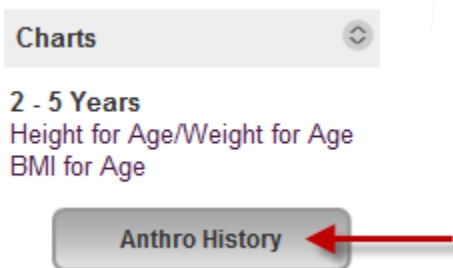 Charts
2 - 5 Years
Height for Age/Weight for Age
BMI for Age
Anthro History